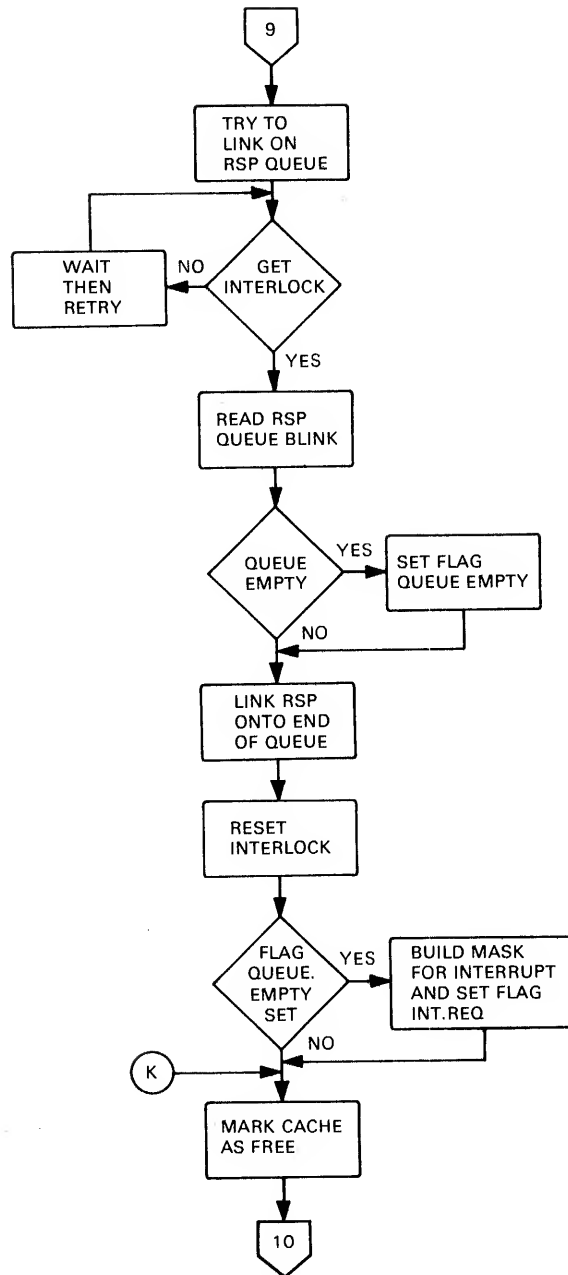 9
TRY TO
LINK ON
RSP QUEUE
WAIT
THEN
RETRY
NO
GET
INTERLOCK
YES
READ RSP
QUEUE BLINK
QUEUE
EMPTY
YES
SET FLAG
QUEUE EMPTY
NO
LINK RSP
ONTO END
OF QUEUE
RESET
INTERLOCK
FLAG
QUEUE.
EMPTY
SET
YES
BUILD MASK
FOR INTERRUPT
AND SET FLAG
INT.REQ
NO
K
MARK CACHE
AS FREE
10